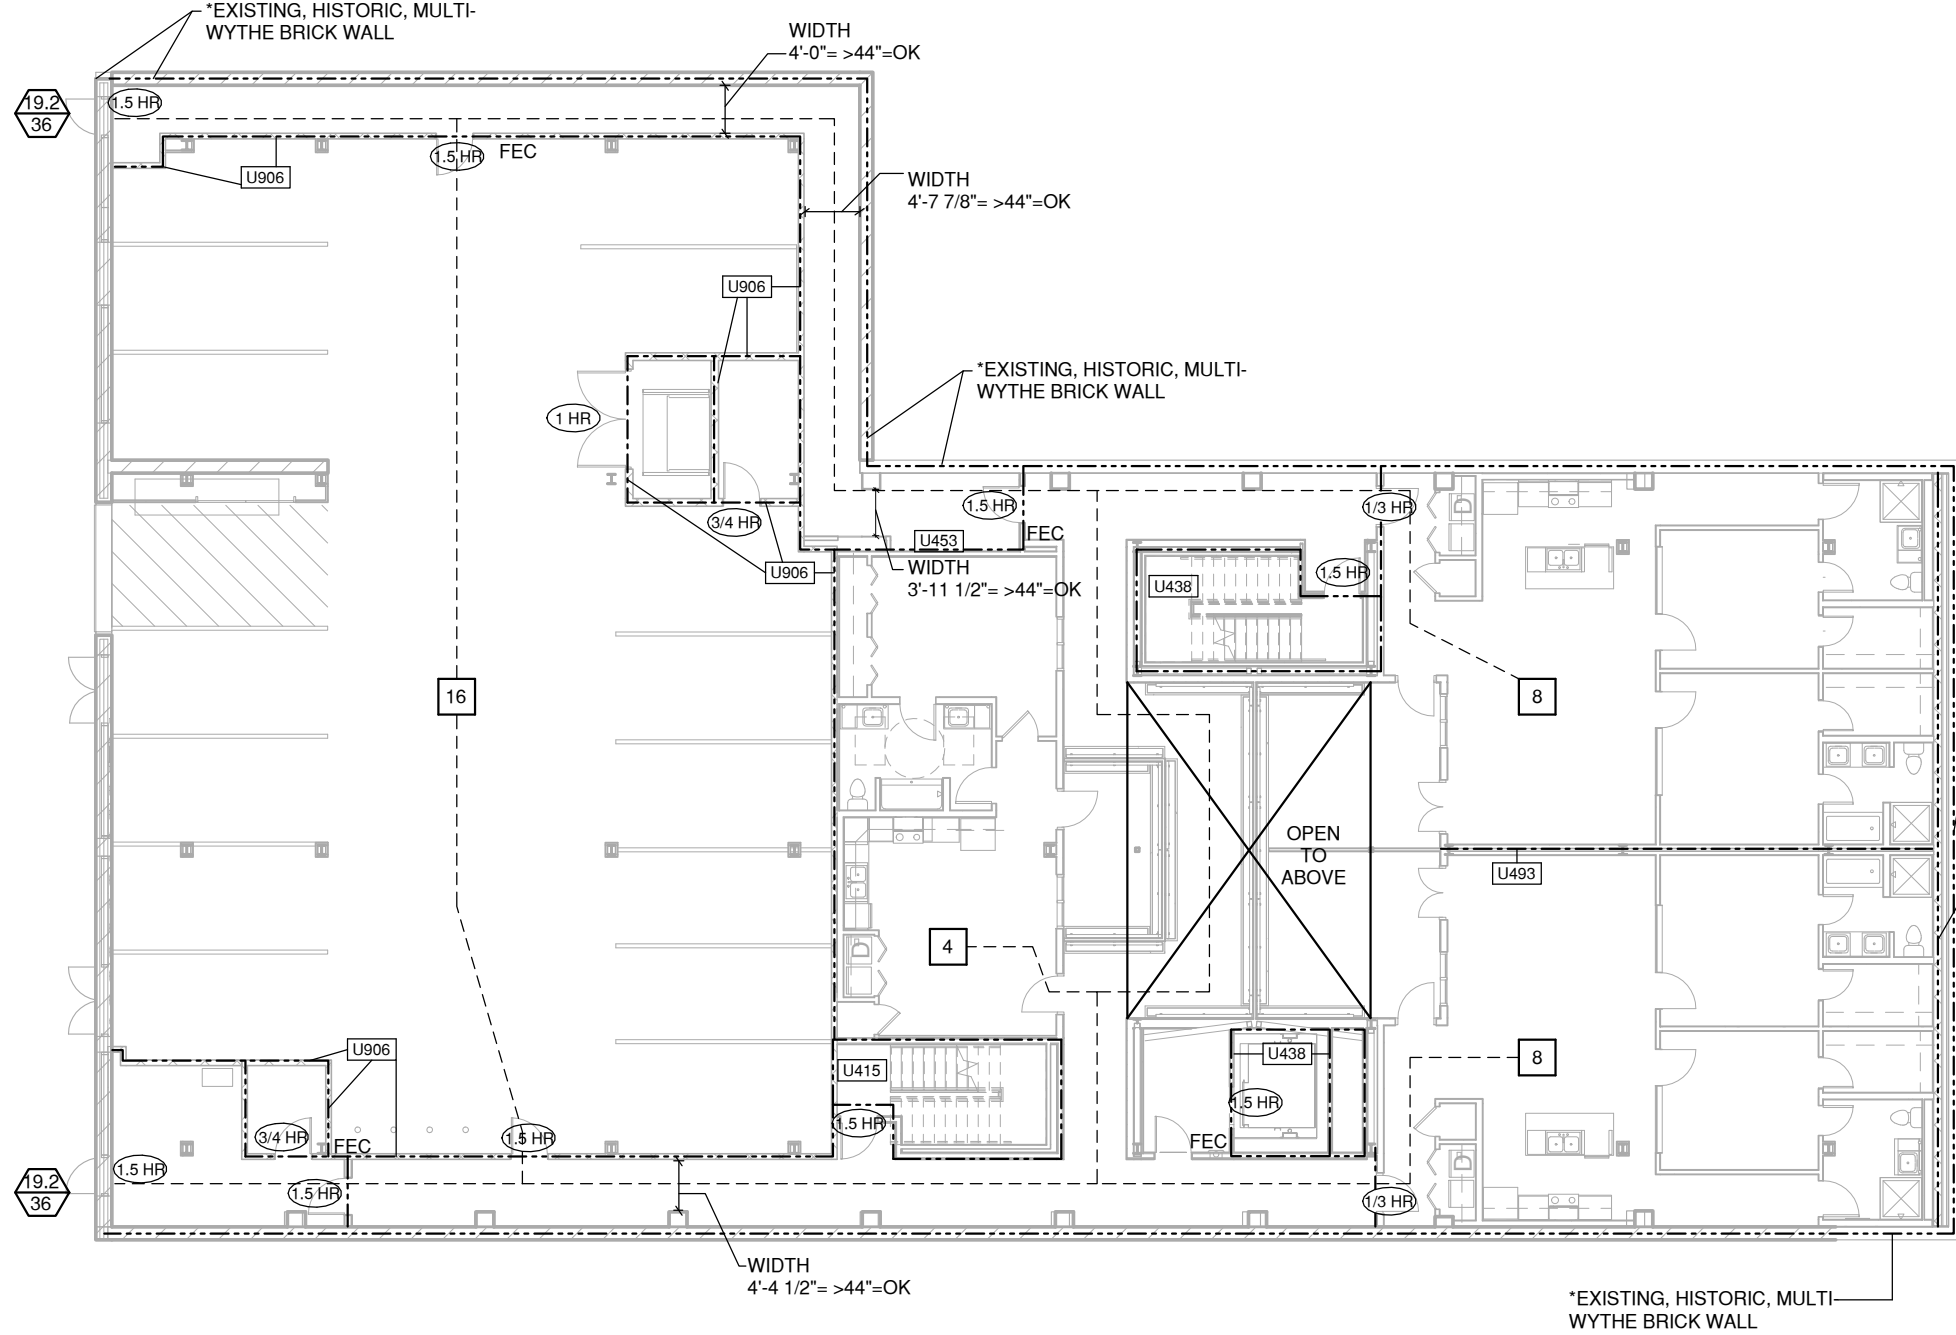 *EXISTING, HISTORIC, MULTI-
WYTHE BRICK WALL
WIDTH
4'-0"= >44"=OK
19.2
36
1.5 HR
1.5 HR
FEC
U906
WIDTH
4'-7 7/8"= >44"=OK
U906
*EXISTING, HISTORIC, MULTI-
WYTHE BRICK WALL
1 HR
3/4 HR
1.5 HR
1/3 HR
U453
FEC
U906
WIDTH
3'-11 1/2"= >44"=OK
U438
1.5 HR
16
8
OPEN
TO
ABOVE
U493
4
U906
U415
U438
8
1.5 HR
1.5 HR
3/4 HR
FEC
1.5 HR
FEC
1.5 HR
19.2
36
1.5 HR
1/3 HR
WIDTH
4'-4 1/2"= >44"=OK
*EXISTING, HISTORIC, MULTI-
WYTHE BRICK WALL